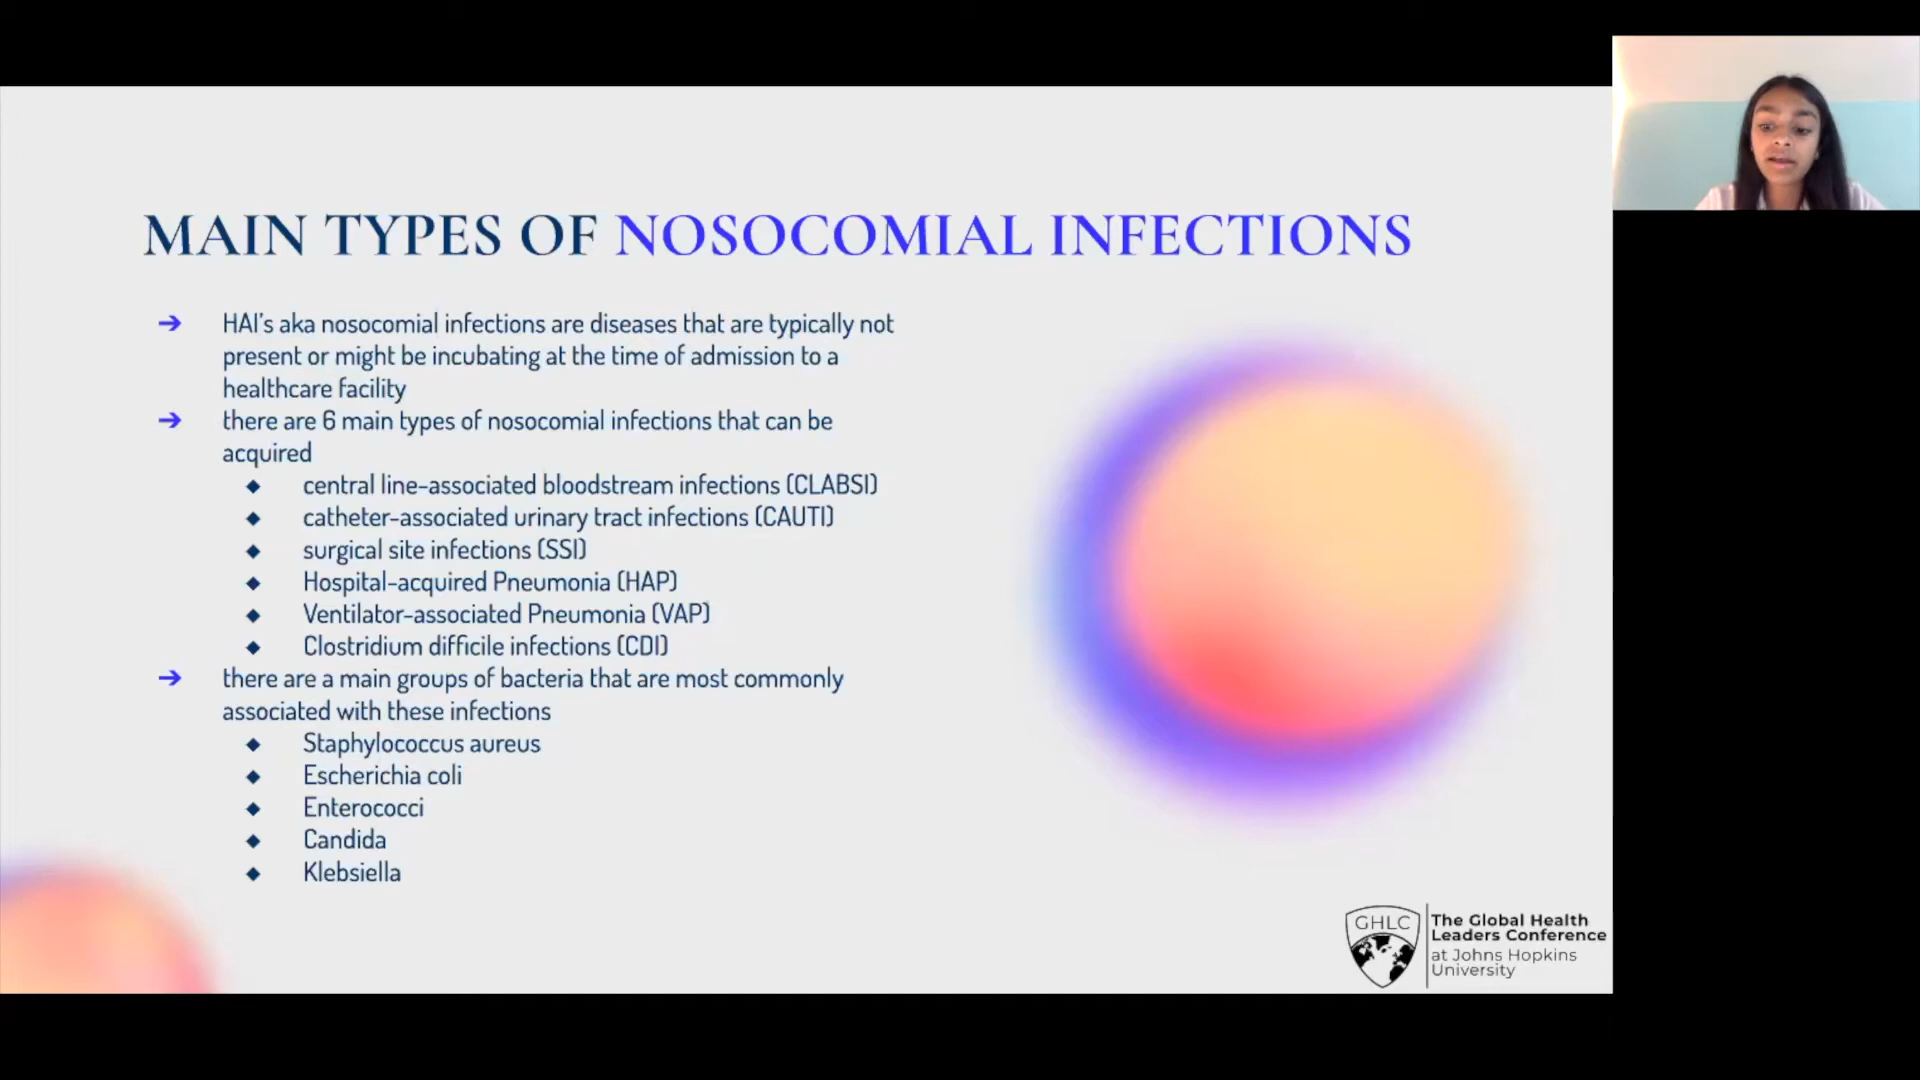 MAIN TYPES OF NOSOCOMIAL INFECTIONS
➔ HAI's aka nosocomial infections are diseases that are typically not
present or might be incubating at the time of admission to a
healthcare facility
➔ there are 6 main types of nosocomial infections that can be
acquired
◆ central line-associated bloodstream infections (CLABSI)
◆ catheter-associated urinary tract infections (CAUTI)
◆ surgical site infections (SSI)
◆ Hospital-acquired Pneumonia (HAP)
◆ Ventilator-associated Pneumonia (VAP)
◆ Clostridium difficile infections (CDI)
➔ there are a main groups of bacteria that are most commonly
associated with these infections
◆ Staphylococcus aureus
◆ Escherichia coli
◆ Enterococci
◆ Candida
◆ Klebsiella
GHLC
The Global Health
Leaders Conference
at Johns Hopkins
University